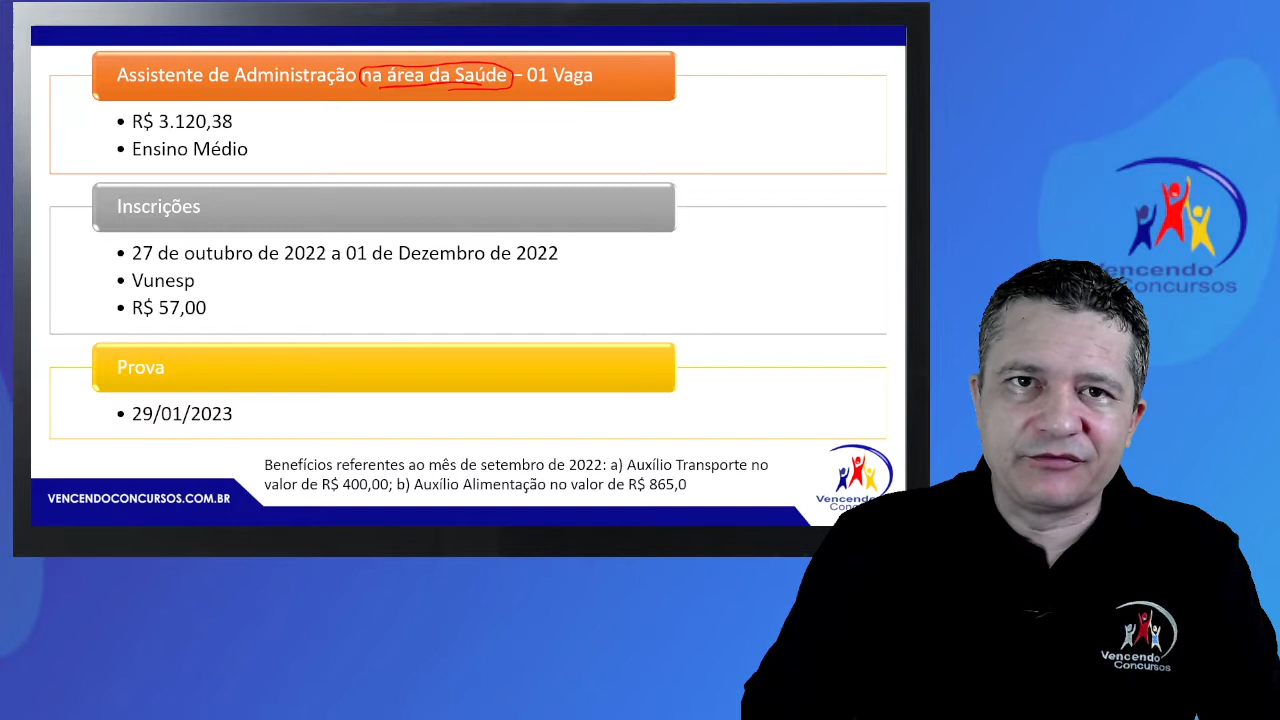 Assistente de Administração na área da Saúde – 01 Vaga
• R$ 3.120,38
• Ensino Médio
Inscrições
• 27 de outubro de 2022 a 01 de Dezembro de 2022
• Vunesp
• R$ 57,00
Prova
• 29/01/2023
Benefícios referentes ao mês de setembro de 2022: a) Auxílio Transporte no
valor de R$ 400,00; b) Auxílio Alimentação no valor de R$ 865,0
VENCENDOCONCURSOS.COM.BR
Vencendo
Vencendo
Concursos
Vencendo
Concursos